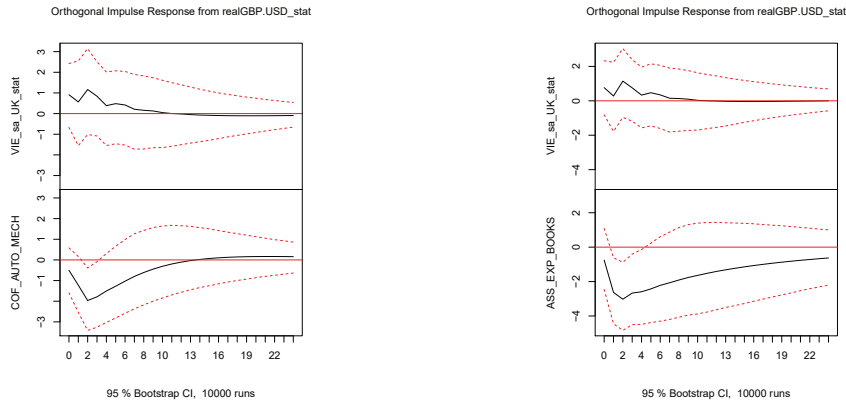 Orthogonal Impulse Response from realGBP.USD_stat
VIE_sa_UK_stat
3
2
1
0
−1
−3
COF_AUTO_MECH
3
2
1
0
−1
−3
0 2 4 6 8 10 13 16 19 22
95 % Bootstrap CI,  10000 runs
Orthogonal Impulse Response from realGBP.USD_stat
VIE_sa_UK_stat
2
0
−2
−4
ASS_EXP_BOOKS
2
0
−2
−4
0 2 4 6 8 10 13 16 19 22
95 % Bootstrap CI,  10000 runs